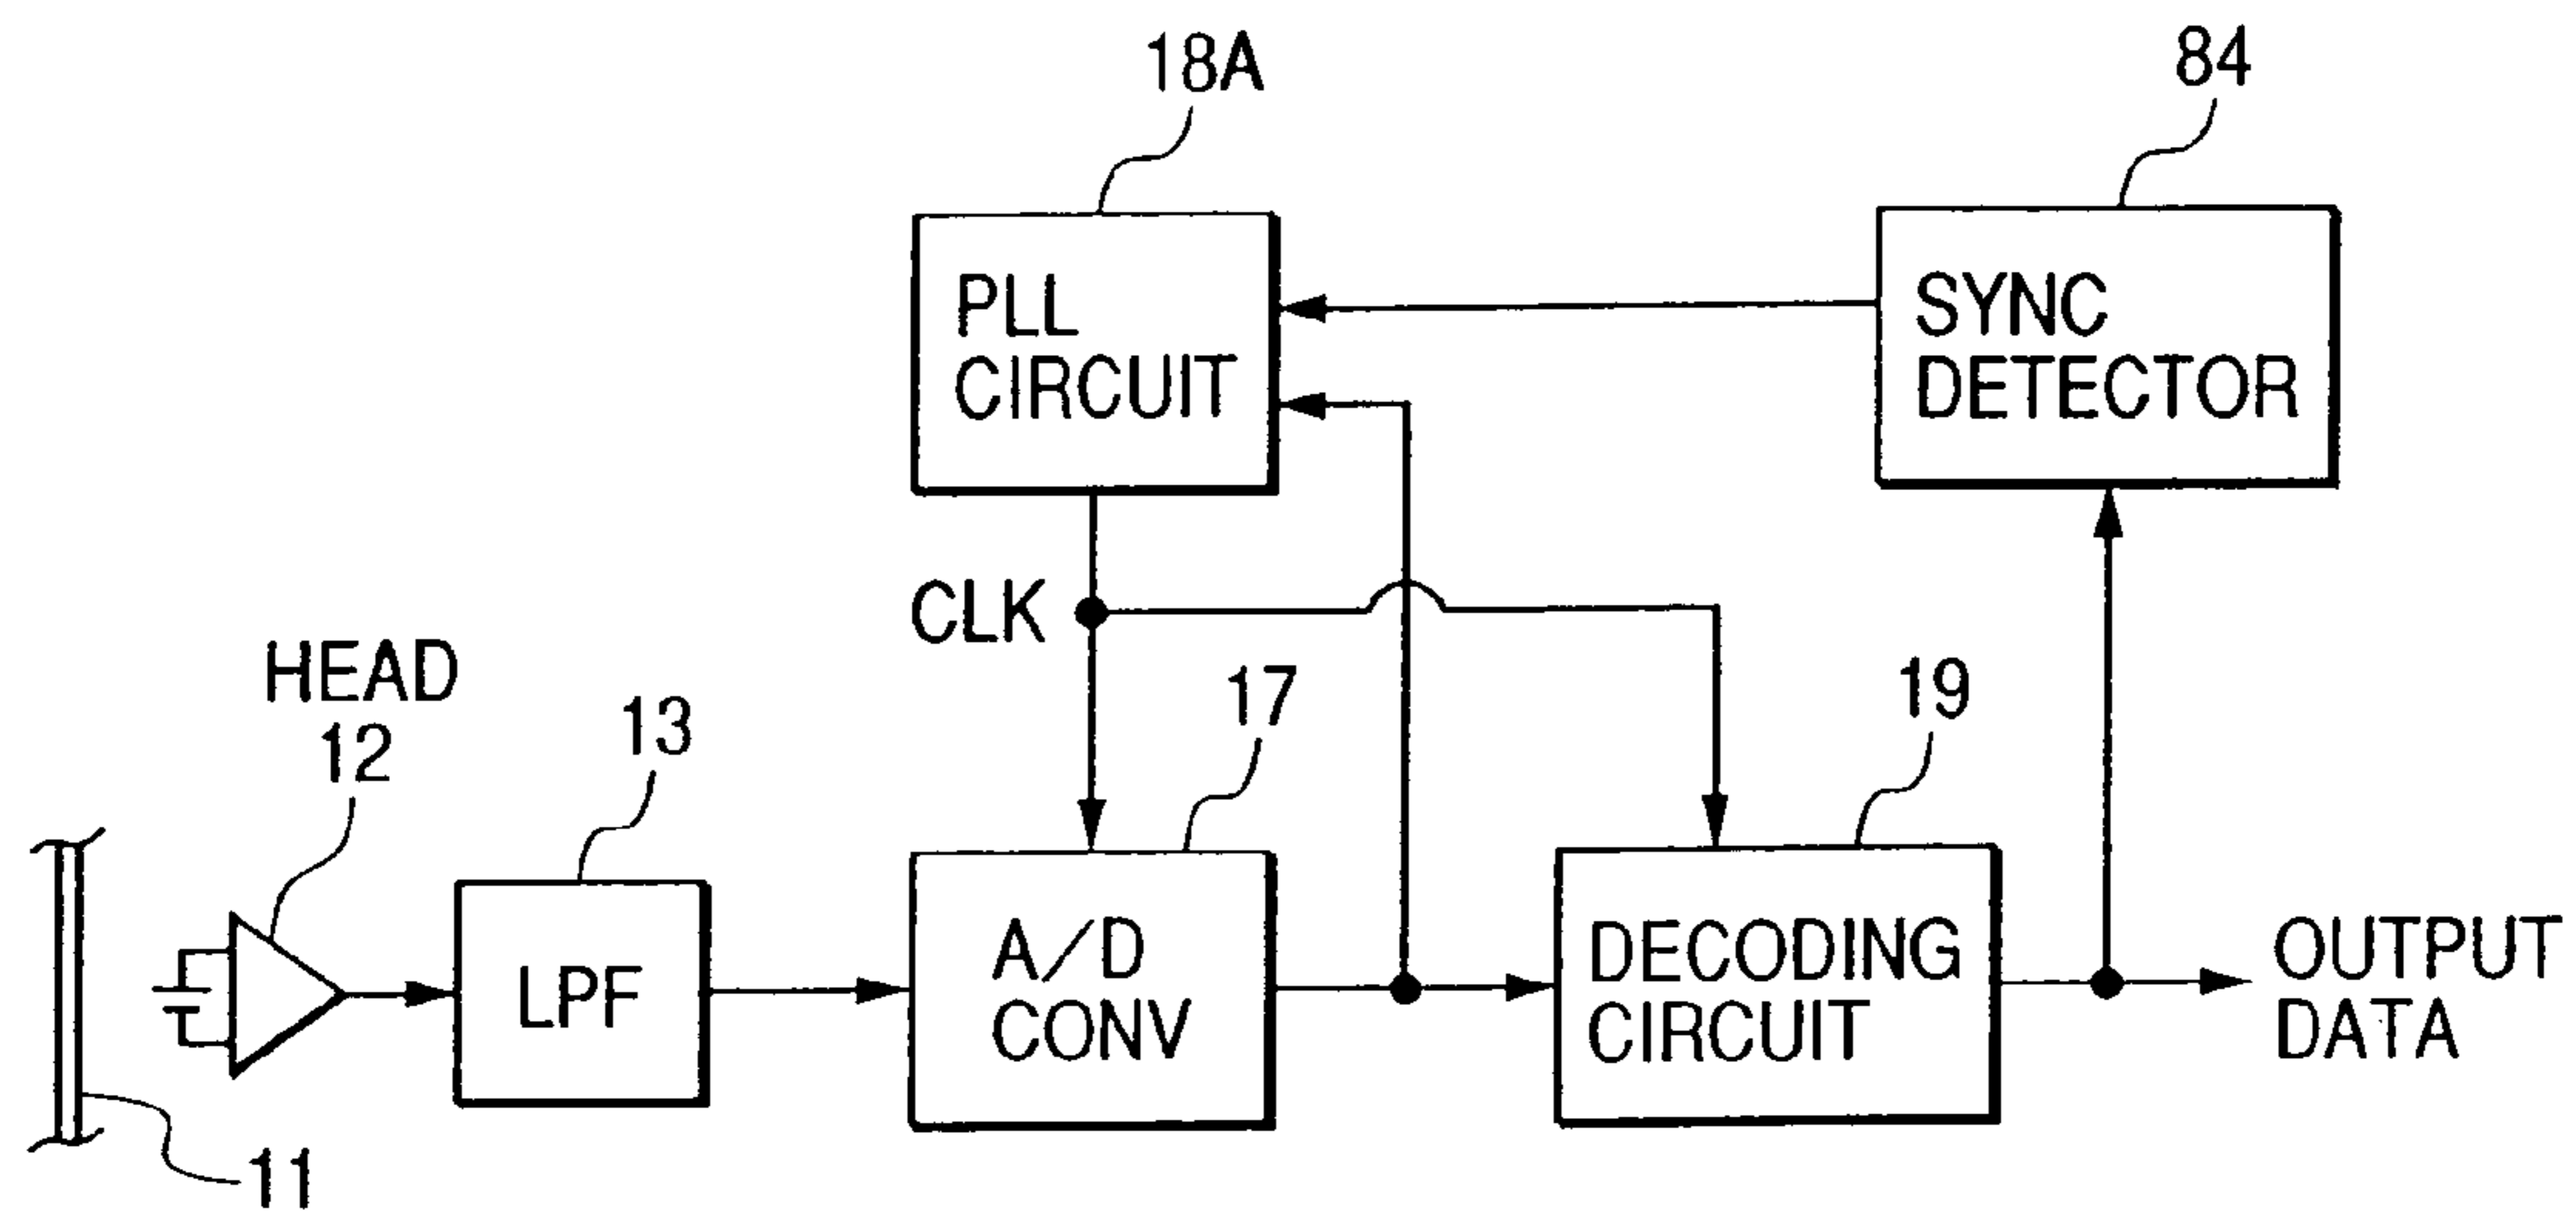 18A
84
PLL
CIRCUIT
SYNC
DETECTOR
CLK
HEAD
12
13
17
19
LPF
A/D
CONV
DECODING
CIRCUIT
OUTPUT
DATA
11